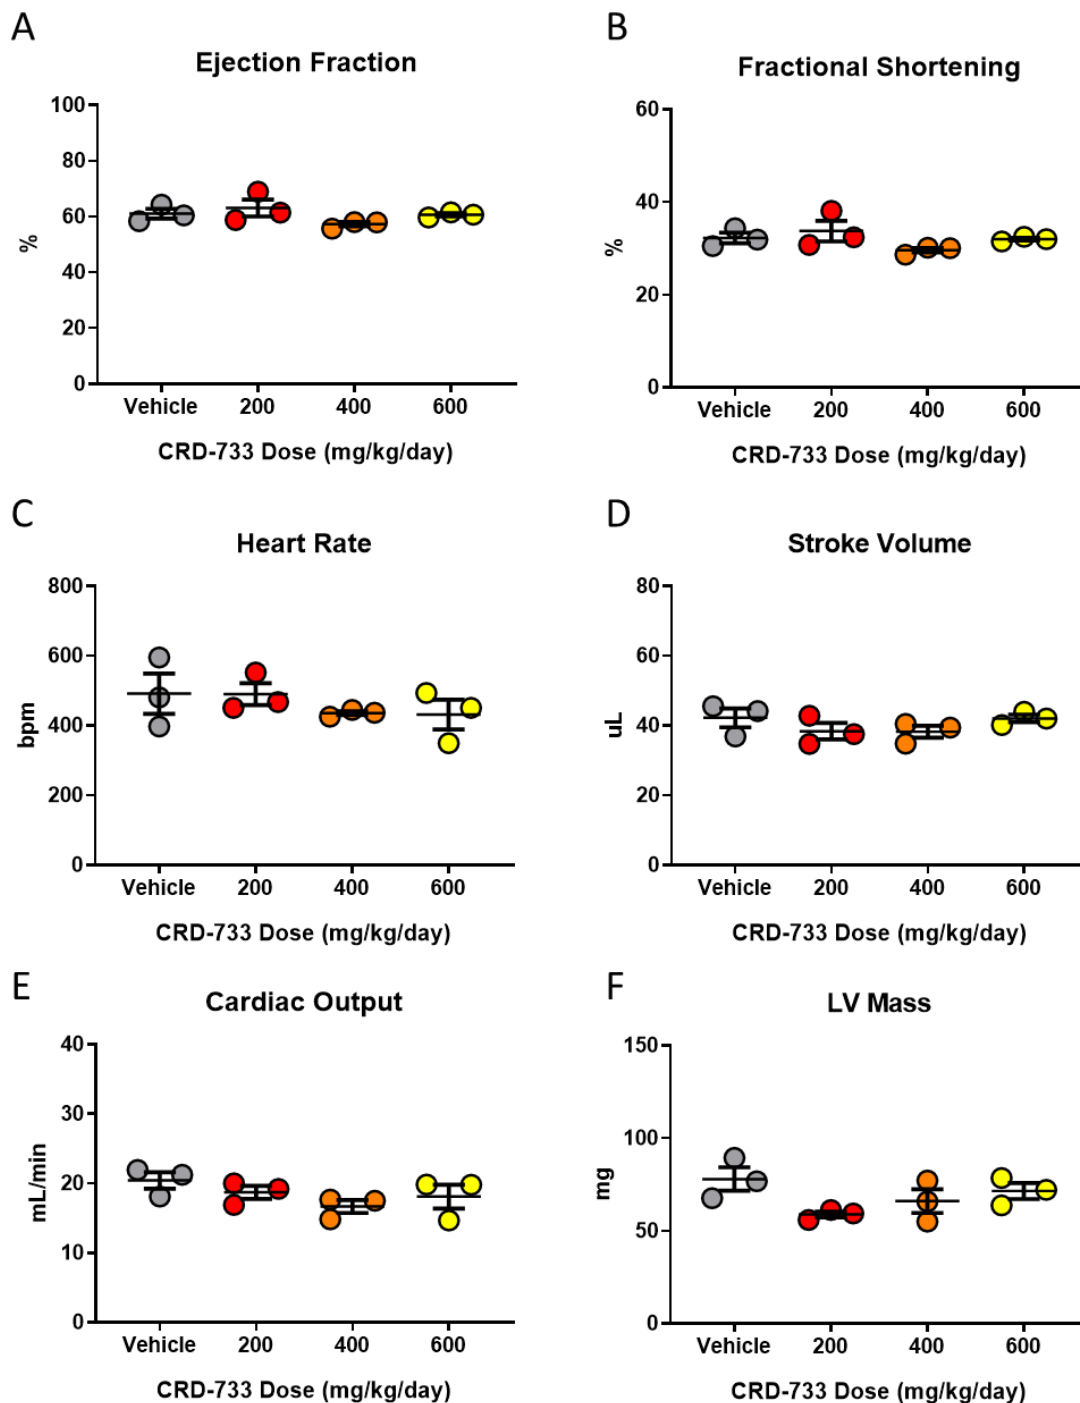 A
Ejection Fraction
100
80
60
40
20
0
%
Vehicle 200 400 600
CRD-733 Dose (mg/kg/day)
B
Fractional Shortening
60
40
20
0
%
Vehicle 200 400 600
CRD-733 Dose (mg/kg/day)
C
Heart Rate
800
600
400
200
0
bpm
Vehicle 200 400 600
CRD-733 Dose (mg/kg/day)
D
Stroke Volume
80
60
40
20
0
uL
Vehicle 200 400 600
CRD-733 Dose (mg/kg/day)
E
Cardiac Output
40
30
20
10
0
mL/min
Vehicle 200 400 600
CRD-733 Dose (mg/kg/day)
F
LV Mass
150
100
50
0
mg
Vehicle 200 400 600
CRD-733 Dose (mg/kg/day)